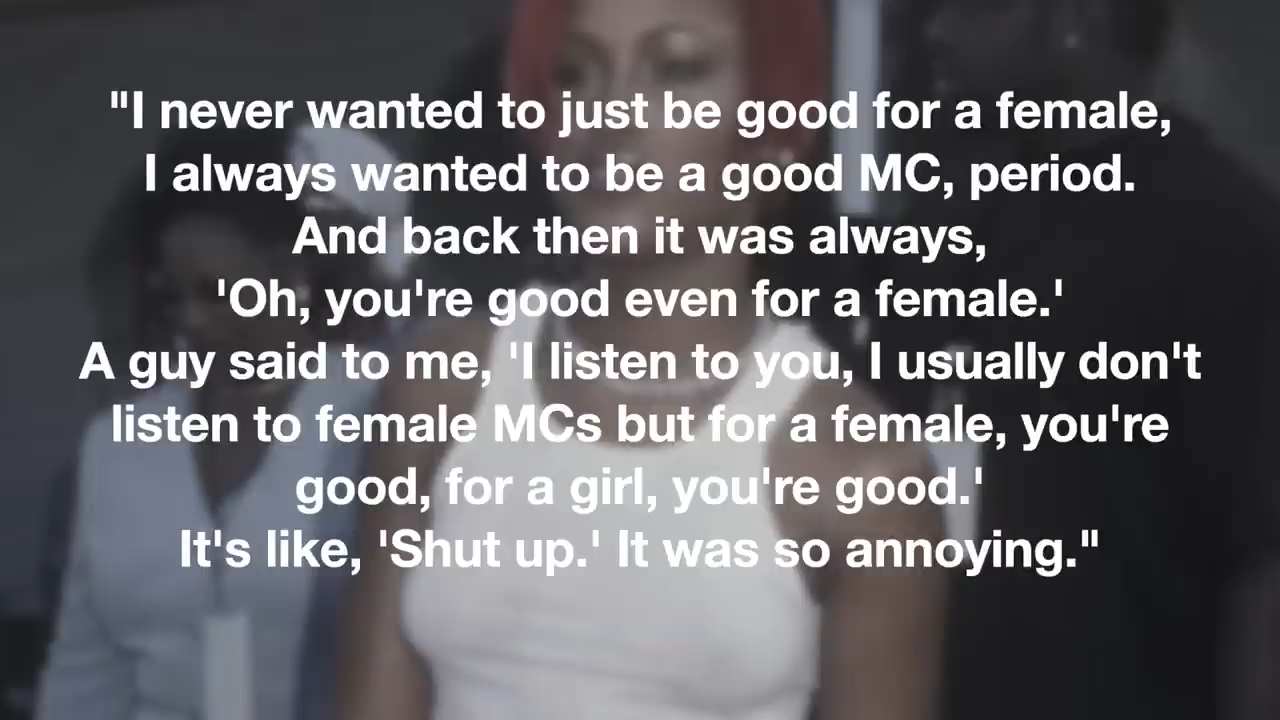 "I never wanted to just be good for a female,
I always wanted to be a good MC, period.
And back then it was always,
'Oh, you're good even for a female.'
A guy said to me, 'I listen to you, I usually don't
listen to female MCs but for a female, you're
good, for a girl, you're good.'
It's like, 'Shut up.' It was so annoying."